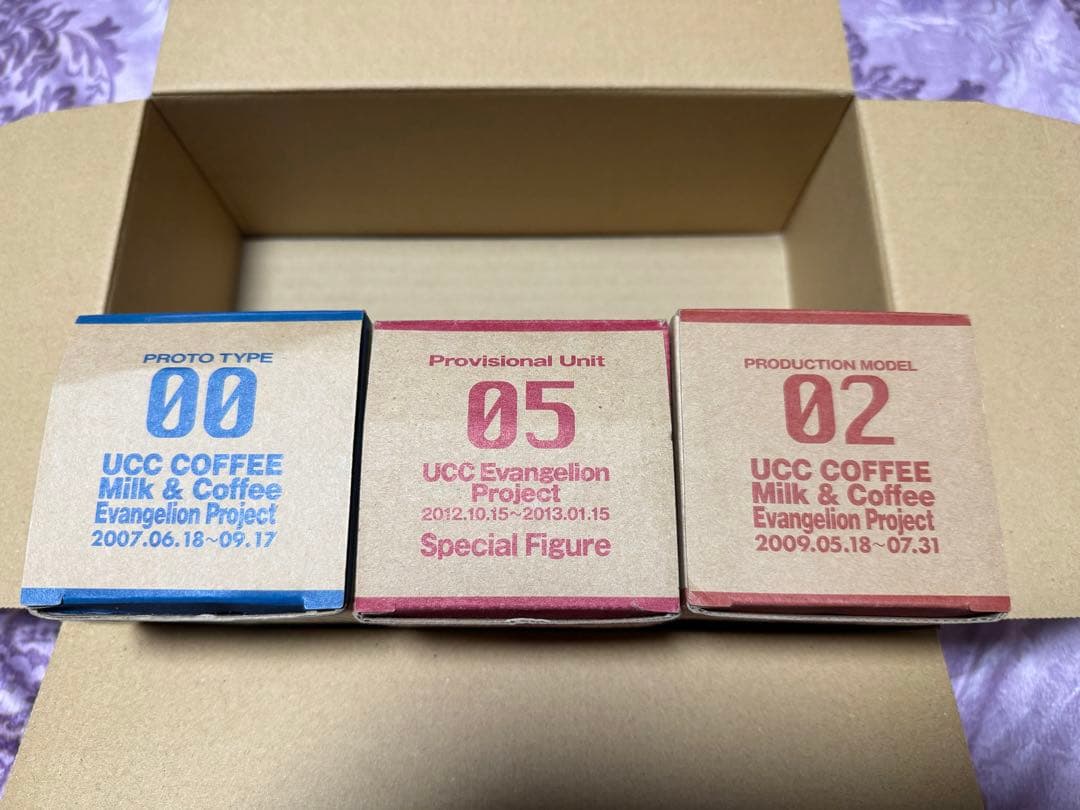 PROTO TYPE
00
UCC COFFEE
Milk & Coffee
Evangelion Project
2007.06.18~09.17
Provisional Unit
05
UCC Evangelion
Project
2012.10.15~2013.01.15
Special Figure
PRODUCTION MODEL
02
UCC COFFEE
Milk & Coffee
Evangelion Project
2009.05.18~07.31